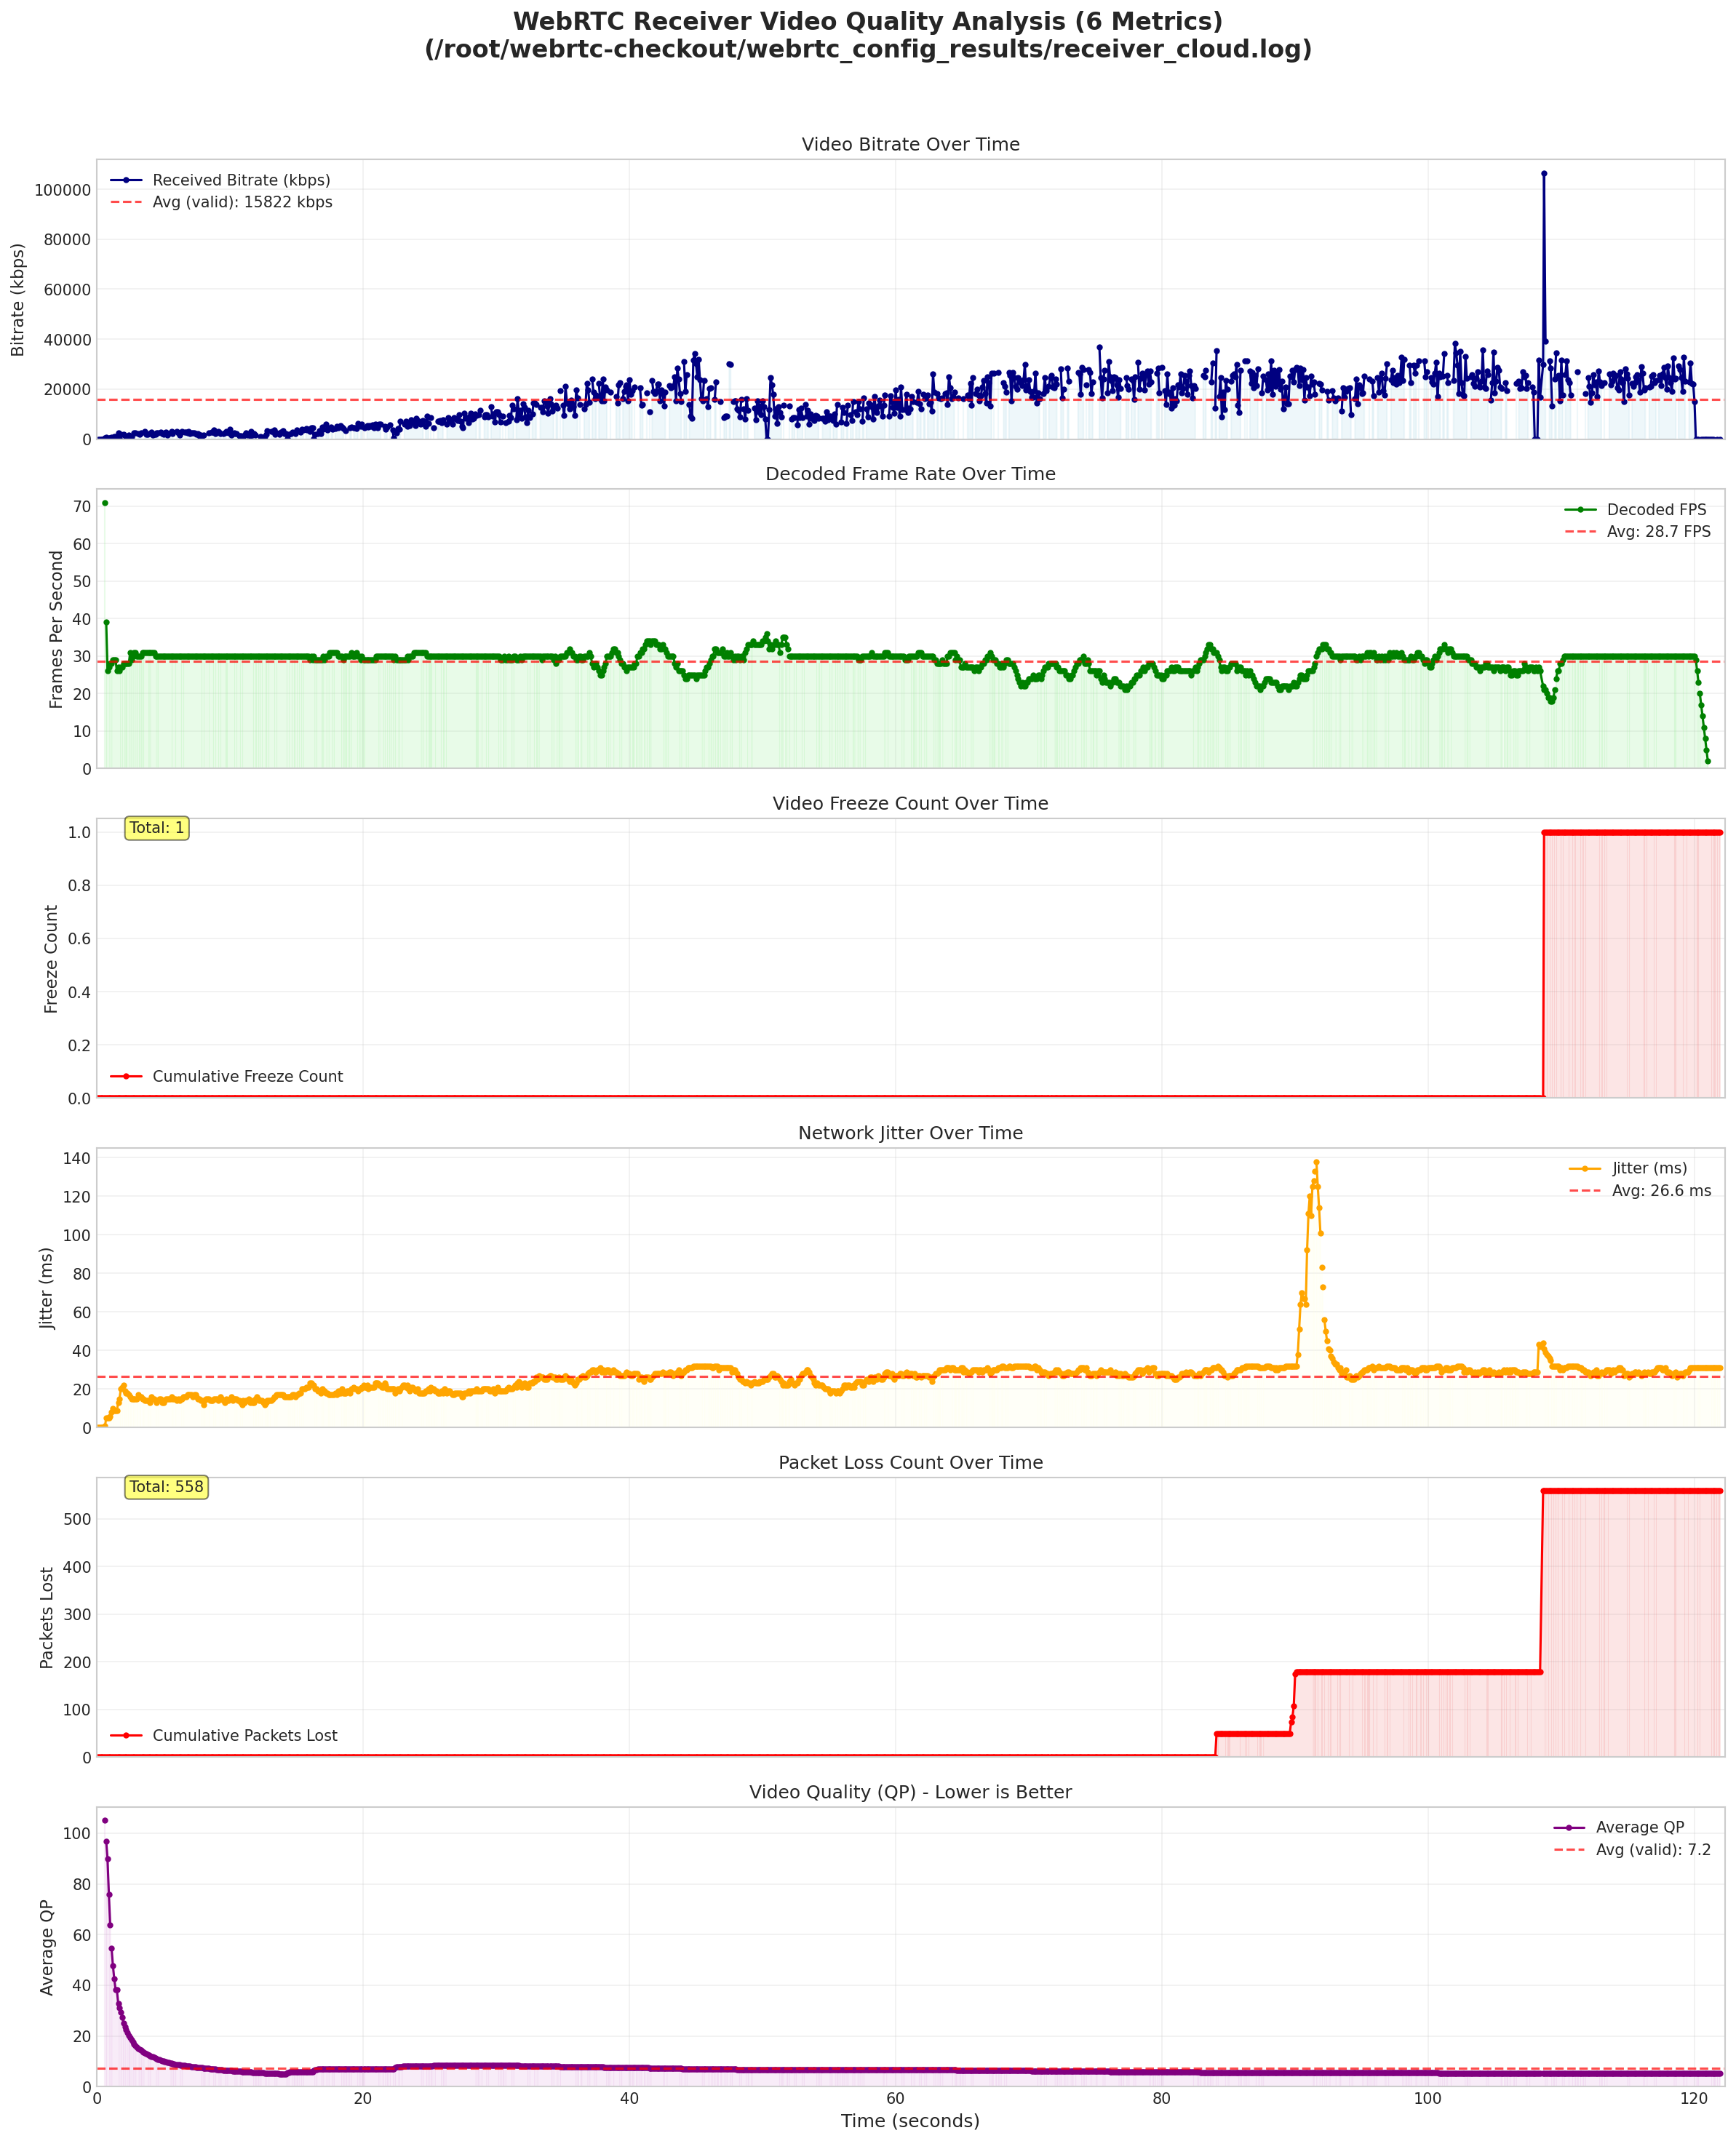 WebRTC Receiver Video Quality Analysis (6 Metrics)
(/root/webrtc-checkout/webrtc_config_results/receiver_cloud.log)
Video Bitrate Over Time
Received Bitrate (kbps)
Avg (valid): 15822 kbps
Bitrate (kbps)
100000
80000
60000
40000
20000
0
Decoded Frame Rate Over Time
Decoded FPS
Avg: 28.7 FPS
Frames Per Second
70
60
50
40
30
20
10
0
Video Freeze Count Over Time
Total: 1
Cumulative Freeze Count
Freeze Count
1.0
0.8
0.6
0.4
0.2
0.0
Network Jitter Over Time
Jitter (ms)
Avg: 26.6 ms
Jitter (ms)
140
120
100
80
60
40
20
0
Packet Loss Count Over Time
Total: 558
Cumulative Packets Lost
Packets Lost
500
400
300
200
100
0
Video Quality (QP) - Lower is Better
Average QP
Avg (valid): 7.2
Average QP
100
80
60
40
20
0
0 20 40 60 80 100 120
Time (seconds)